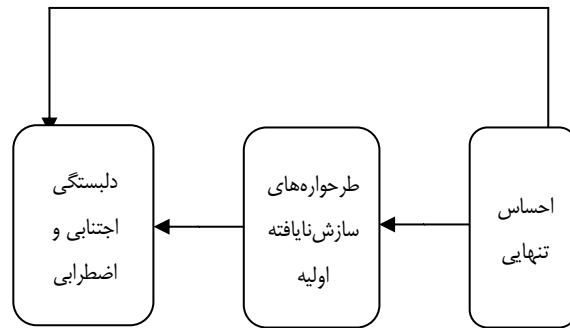 احساس
تنهایی
طرحواره‌های
سازش‌نایافته
اولیه
دلبستگی
اجتنابی و
اضطرابی